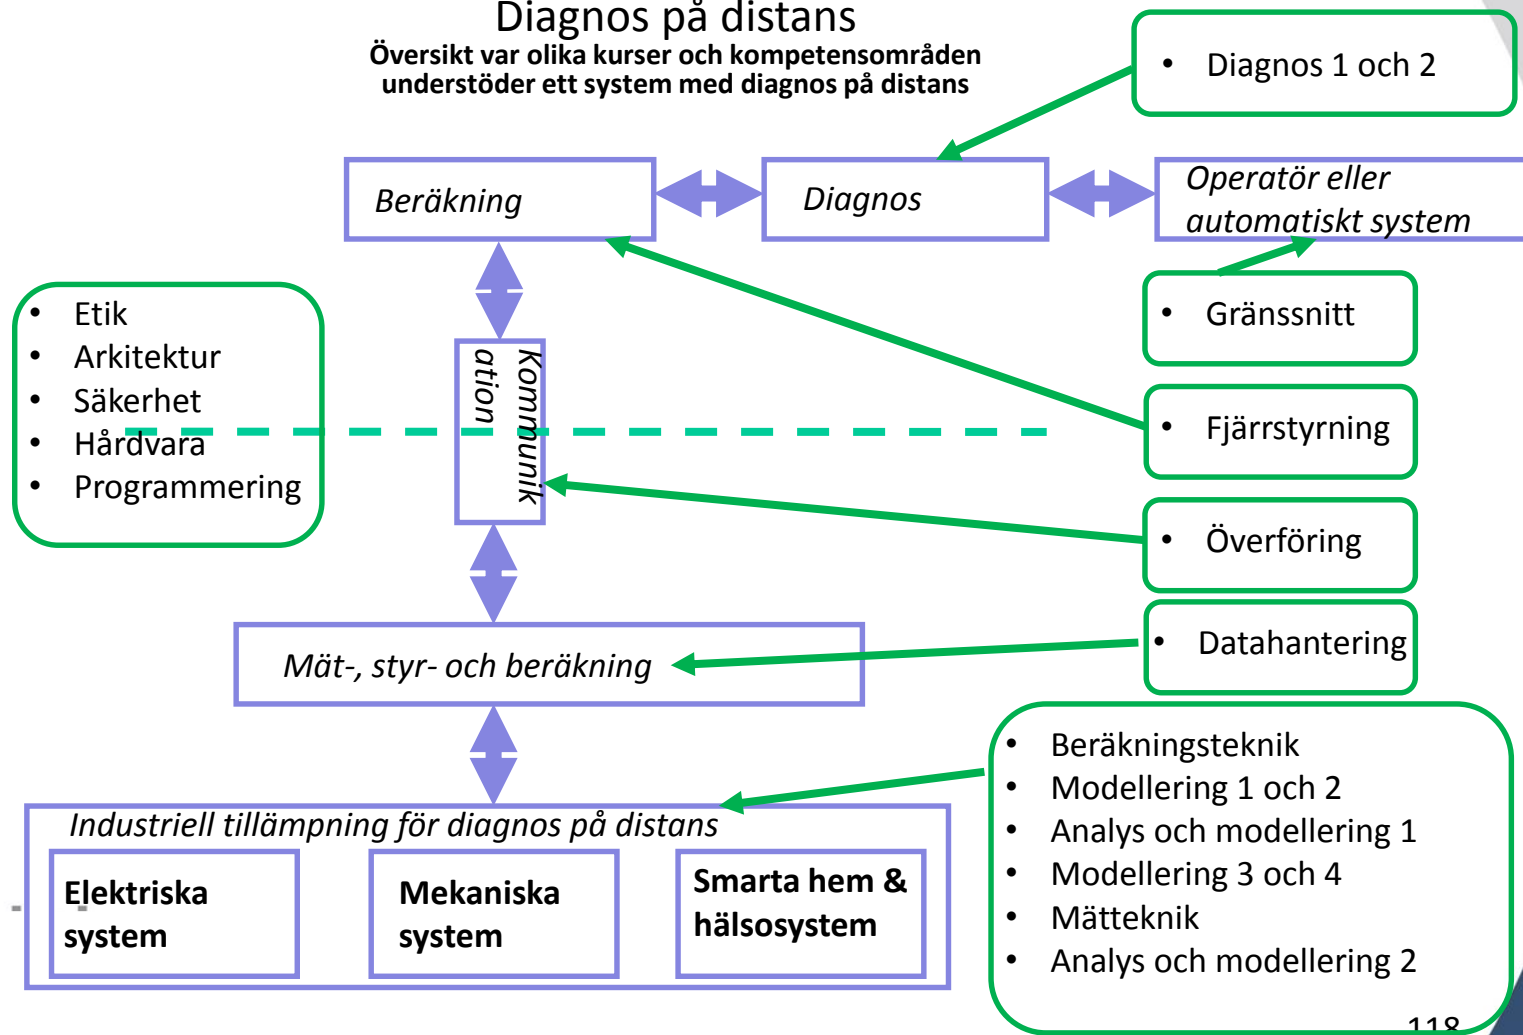 Diagnos på distans
Översikt var olika kurser och kompetensområden
understöder ett system med diagnos på distans
• Diagnos 1 och 2
Beräkning
Diagnos
Operatör eller
automatiskt system
• Etik
• Arkitektur
• Säkerhet
• Hårdvara
• Programmering
Kommunik
ation
• Gränssnitt
• Fjärrstyrning
• Överföring
• Datahantering
Mät-, styr- och beräkning
• Beräkningsteknik
• Modellering 1 och 2
• Analys och modellering 1
• Modellering 3 och 4
• Mätteknik
• Analys och modellering 2
Industriell tillämpning för diagnos på distans
Elektriska
system
Mekaniska
system
Smarta hem &
hälsosystem
118